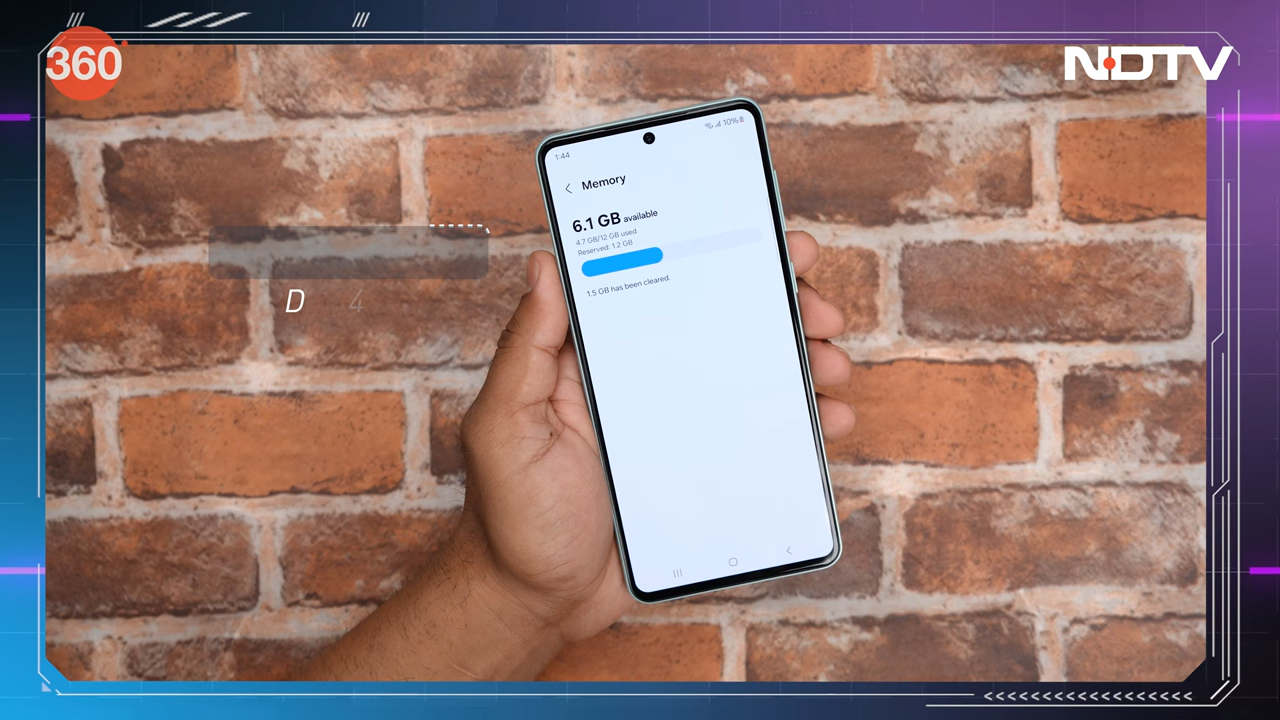 360
NDTV
1:44
10%
Memory
6.1 GB available
4.7 GB/12 GB used
Reserved: 1.2 GB
1.5 GB has been cleared.
D 4